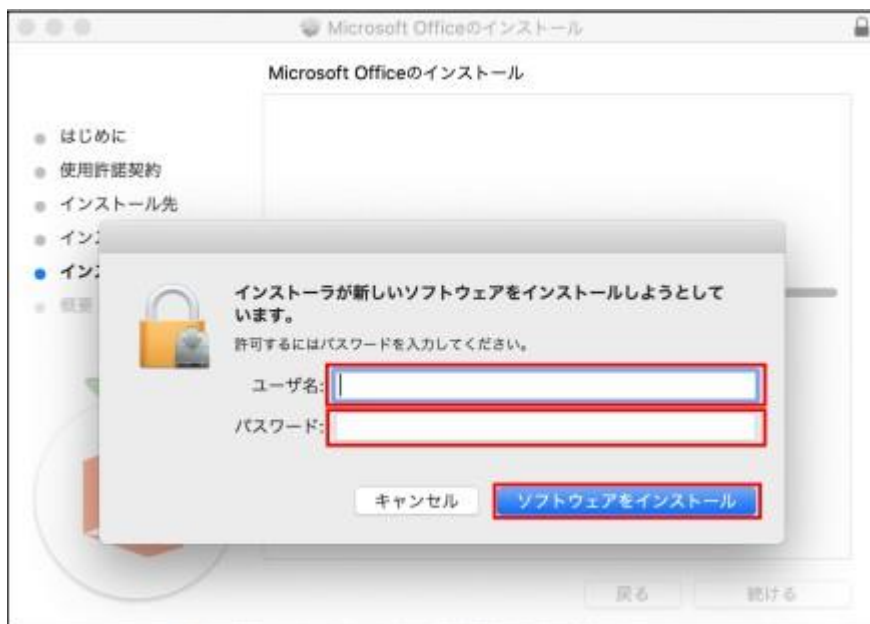 Microsoft Officeのインストール
Microsoft Officeのインストール
はじめに
使用許諾契約
インストール先
イン
イン
概要
インストーラが新しいソフトウェアをインストールしようとして
います。
許可するにはパスワードを入力してください。
ユーザ名:
パスワード:
キャンセル
ソフトウェアをインストール
戻る
続ける